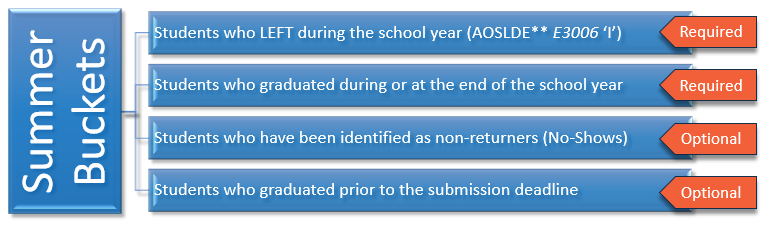 Summer
Buckets
Students who LEFT during the school year (AOSLDE** E3006 ‘I’) Required
Students who graduated during or at the end of the school year Required
Students who have been identified as non-returners (No-Shows) Optional
Students who graduated prior to the submission deadline Optional